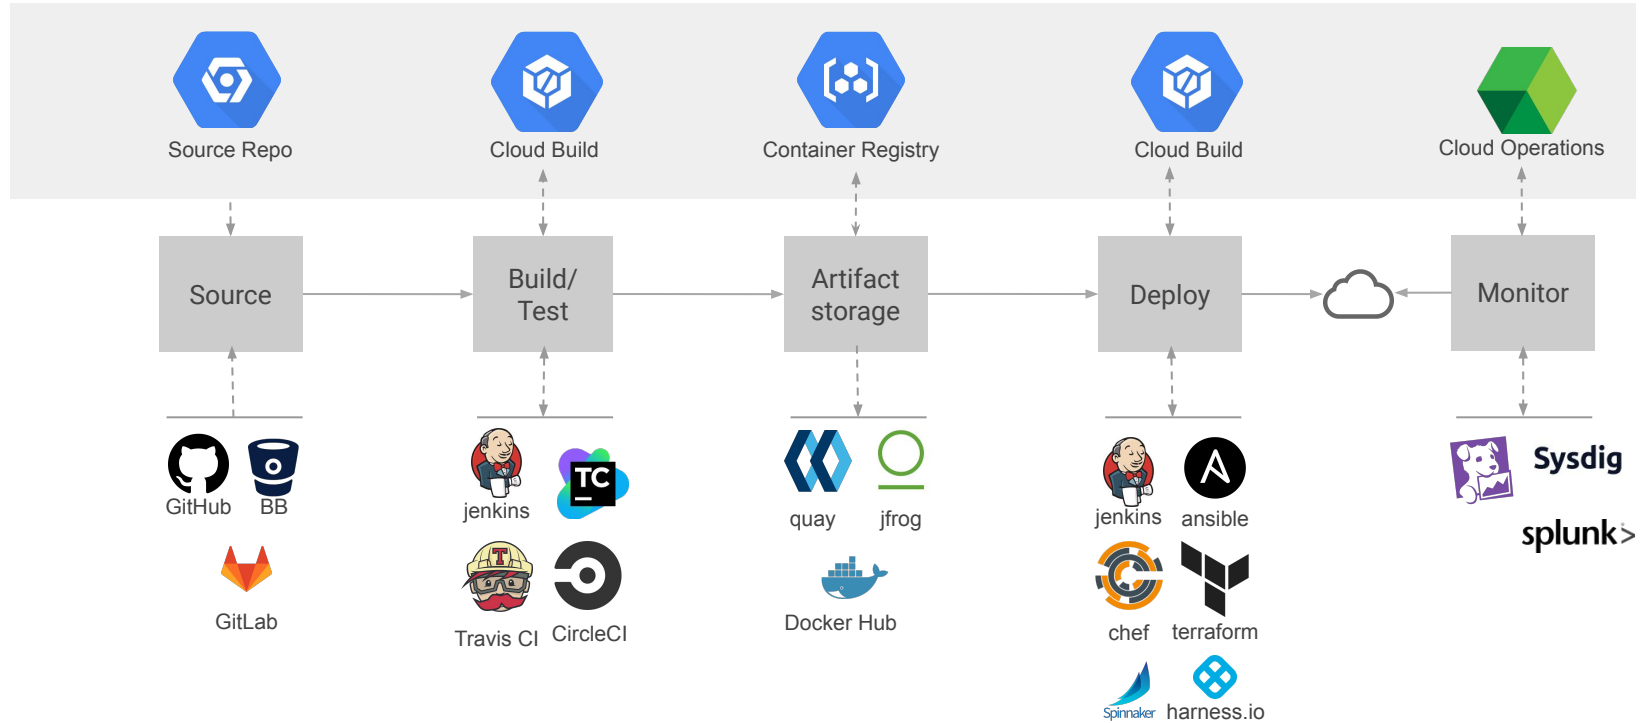 Source Repo
Cloud Build
Container Registry
Cloud Build
Cloud Operations
Source
Build/
Test
Artifact
storage
Deploy
Monitor
GitHub
BB
GitLab
jenkins
TC
T
Travis CI
CircleCI
quay
jfrog
Docker Hub
jenkins
ansible
chef
terraform
Spinnaker
harness.io
Sysdig
splunk>